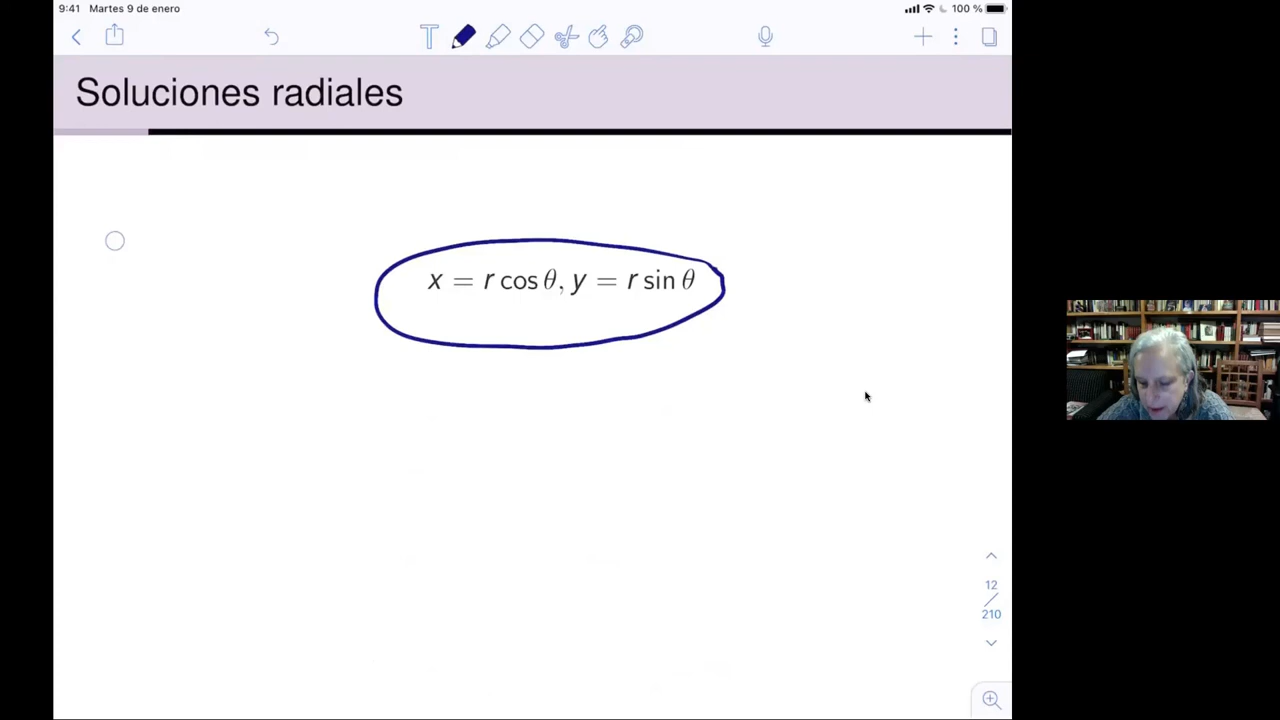 9:41 Martes 9 de enero 100 %
T
Soluciones radiales
x = r cos θ, y = r sin θ
12
210